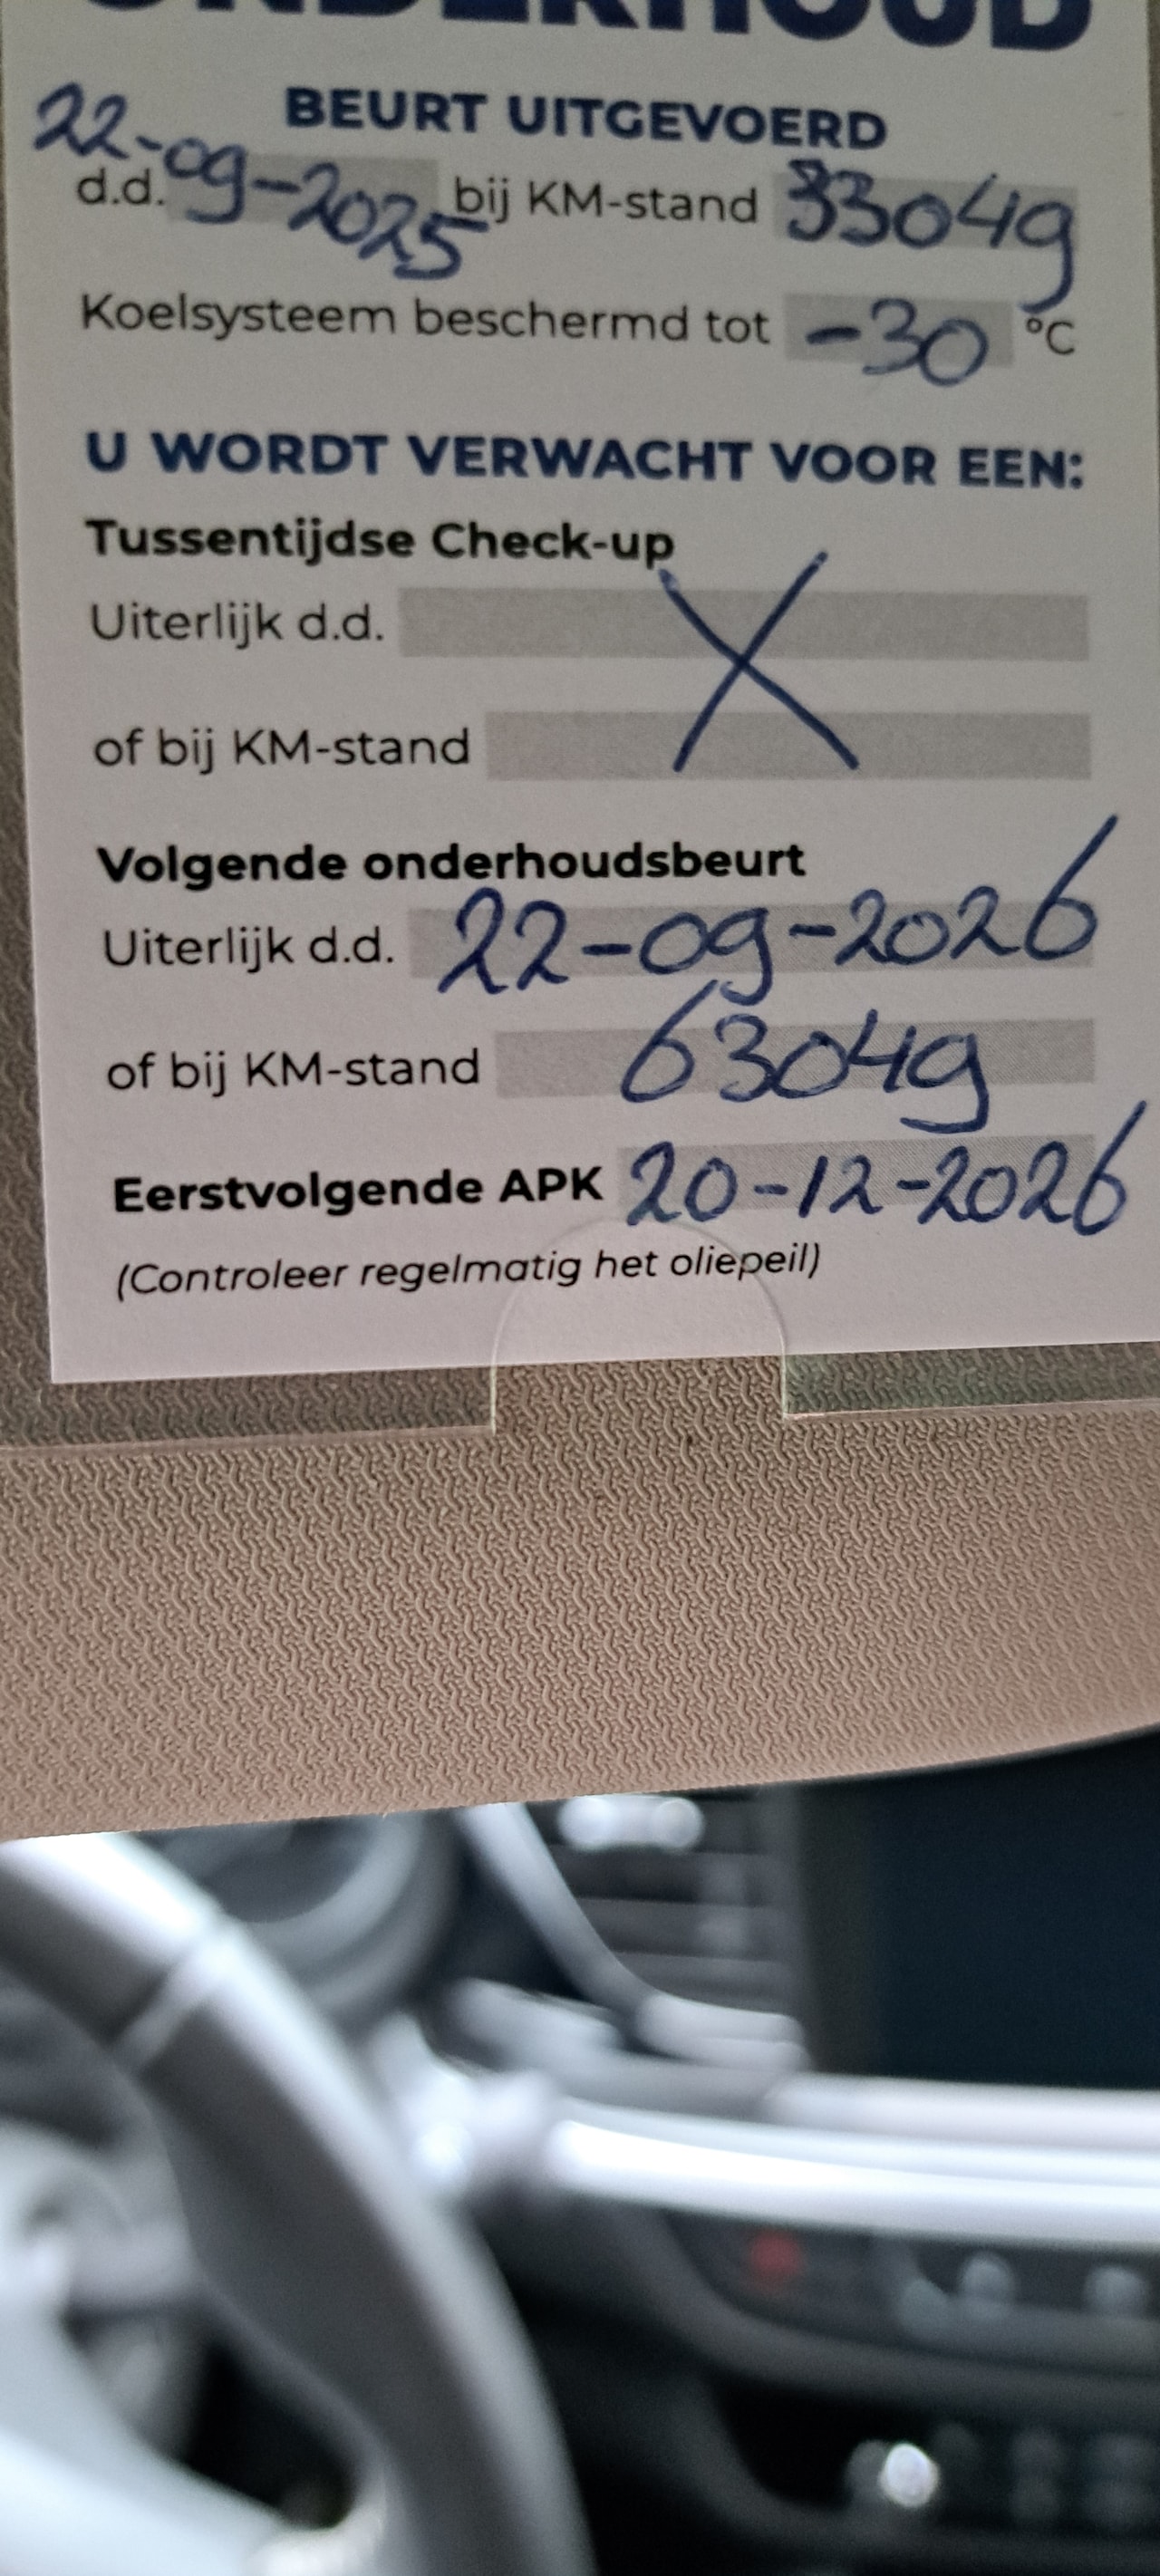 ONDERHOUD
BEURT UITGEVOERD
d.d. 22-09-2025 bij KM-stand 33049
Koelsysteem beschermd tot -30 °C
U WORDT VERWACHT VOOR EEN:
Tussentijdse Check-up
Uiterlijk d.d.
X
of bij KM-stand
Volgende onderhoudsbeurt
Uiterlijk d.d. 22-09-2026
of bij KM-stand 63049
Eerstvolgende APK 20-12-2026
(Controleer regelmatig het oliepeil)